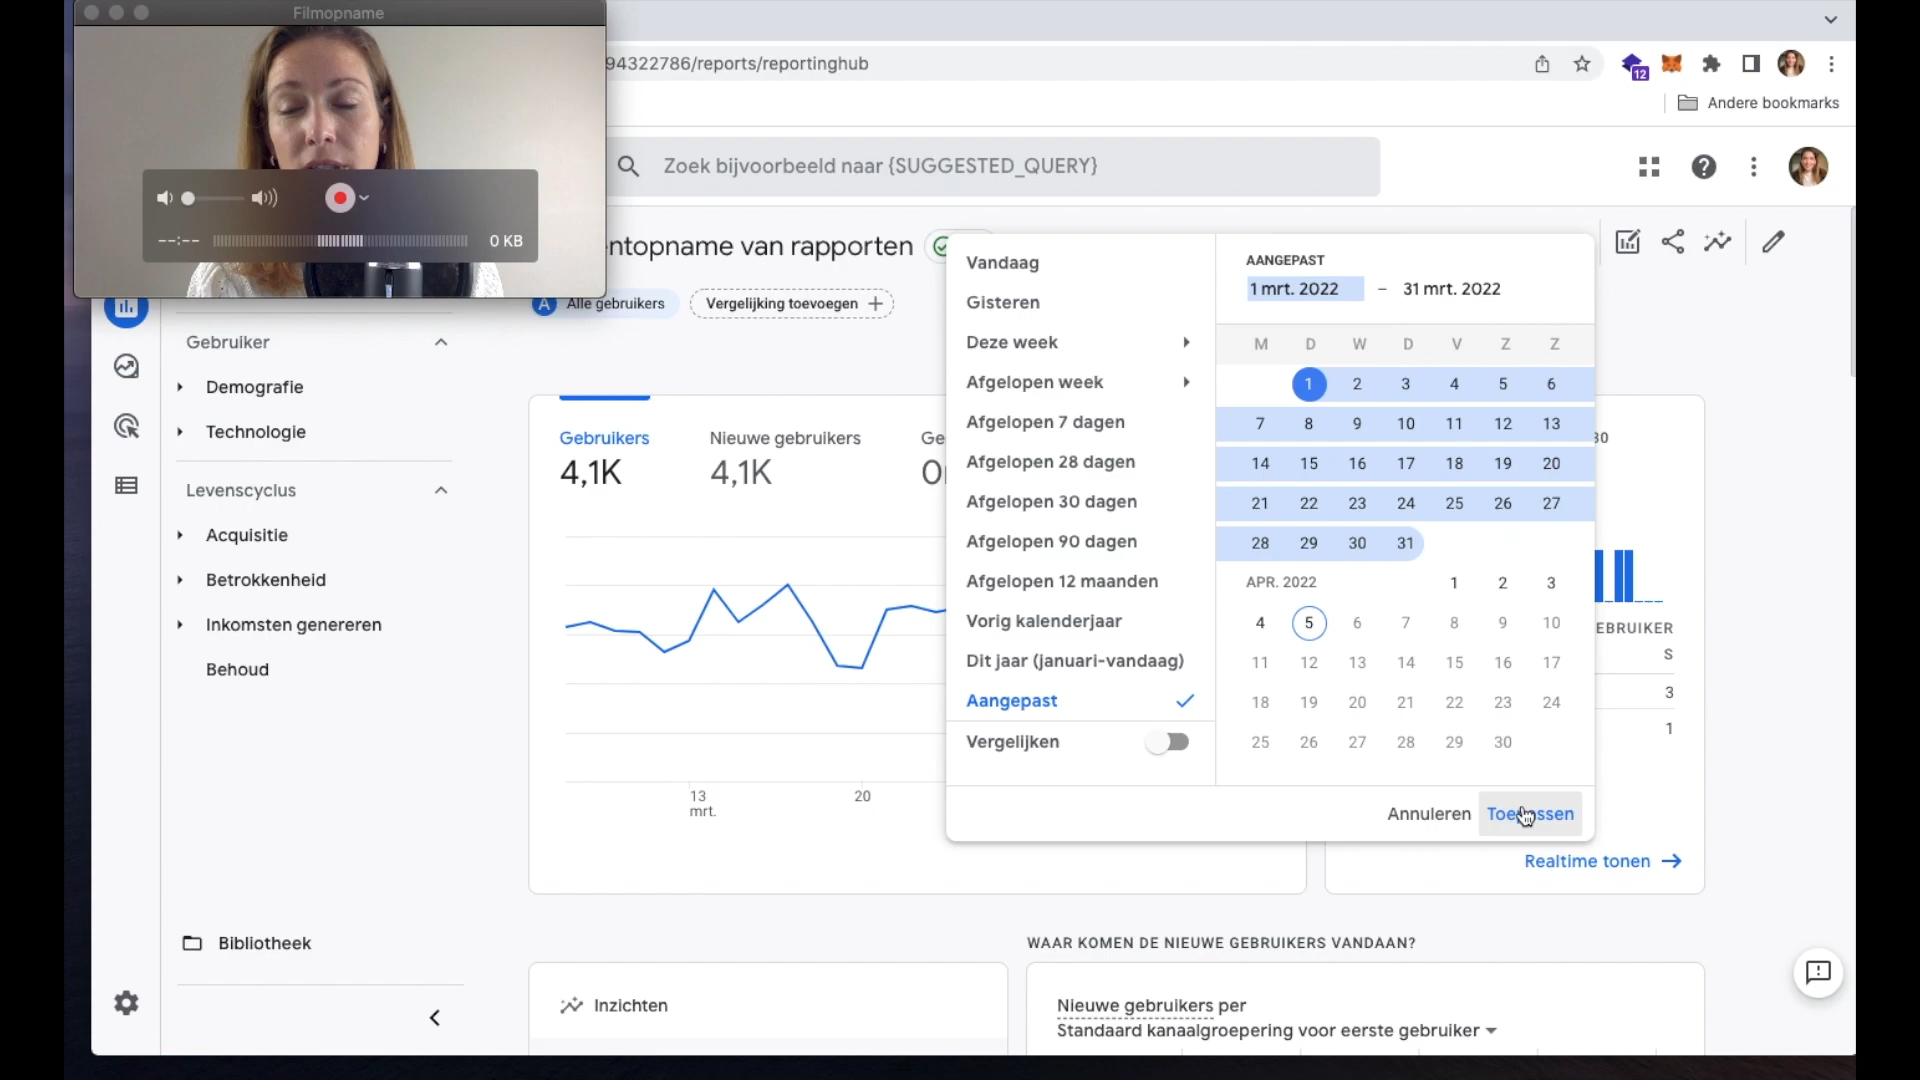 Filmopname
94322786/reports/reportinghub
12
Andere bookmarks
--:--
0 KB
Zoek bijvoorbeeld naar {SUGGESTED_QUERY}
ntopname van rapporten
A Alle gebruikers
Vergelijking toevoegen
Gebruiker
Demografie
Technologie
Levenscyclus
Acquisitie
Betrokkenheid
Inkomsten genereren
Behoud
Bibliotheek
Gebruikers
4,1K
Nieuwe gebruikers
4,1K
Ge
13
mrt.
20
Vandaag
Gisteren
Deze week
Afgelopen week
Afgelopen 7 dagen
Afgelopen 28 dagen
Afgelopen 30 dagen
Afgelopen 90 dagen
Afgelopen 12 maanden
Vorig kalenderjaar
Dit jaar (januari-vandaag)
Aangepast
Vergelijken
AANGEPAST
1 mrt. 2022 – 31 mrt. 2022
M D W D V Z Z
1 2 3 4 5 6
7 8 9 10 11 12 13
14 15 16 17 18 19 20
21 22 23 24 25 26 27
28 29 30 31
APR. 2022 1 2 3
4 5 6 7 8 9 10
11 12 13 14 15 16 17
18 19 20 21 22 23 24
25 26 27 28 29 30
Annuleren
Toepassen
30
EBRUIKER
S
3
1
Realtime tonen
WAAR KOMEN DE NIEUWE GEBRUIKERS VANDAAN?
Inzichten
Nieuwe gebruikers per
Standaard kanaalgroepering voor eerste gebruiker